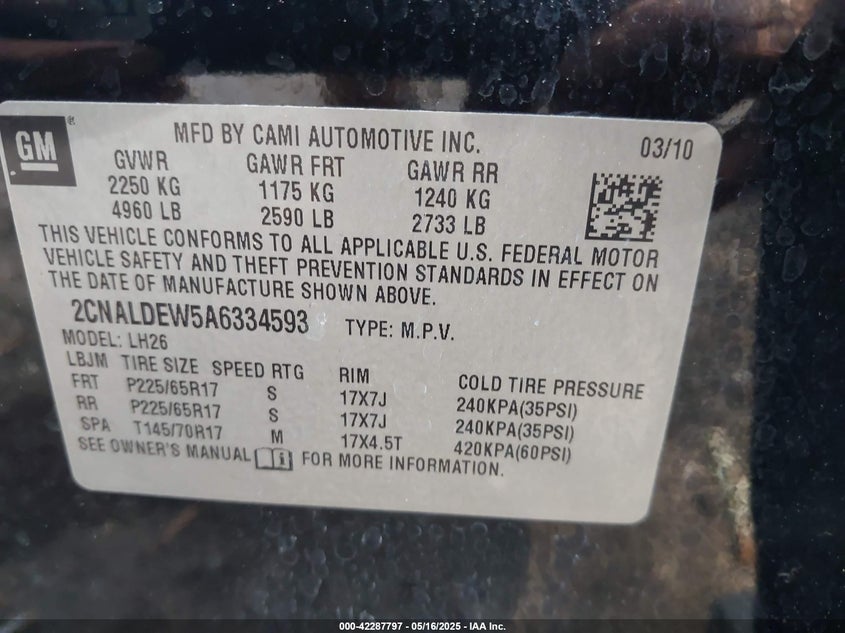 GM®
MFD BY CAMI AUTOMOTIVE INC. 03/10
GVWR GAWR FRT GAWR RR
2250 KG 1175 KG 1240 KG
4960 LB 2590 LB 2733 LB
THIS VEHICLE CONFORMS TO ALL APPLICABLE U.S. FEDERAL MOTOR
VEHICLE SAFETY AND THEFT PREVENTION STANDARDS IN EFFECT ON
THE DATE OF MANUFACTURE SHOWN ABOVE.
2CNALDEW5A6334593 TYPE: M.P.V.
MODEL: LH26
LBJM TIRE SIZE SPEED RTG RIM COLD TIRE PRESSURE
FRT P225/65R17 S 17X7J 240KPA(35PSI)
RR P225/65R17 S 17X7J 240KPA(35PSI)
SPA T145/70R17 M 17X4.5T 420KPA(60PSI)
SEE OWNER'S MANUAL FOR MORE INFORMATION.
000-42287797 - 05/16/2025 - IAA Inc.